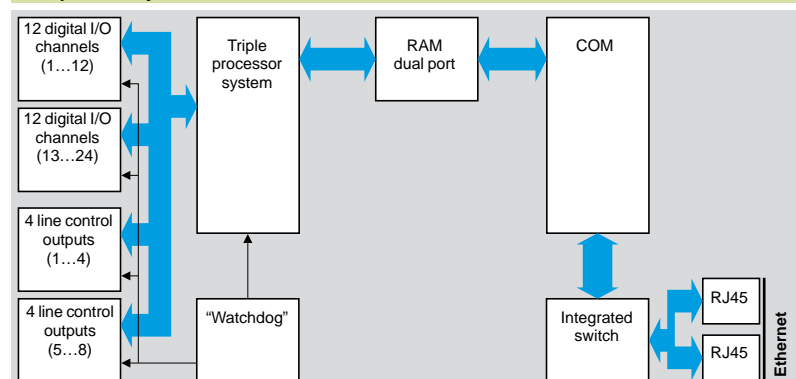 12 digital I/O
channels
(1…12)
Triple
processor
system
RAM
dual port
COM
12 digital I/O
channels
(13…24)
4 line control
outputs
(1…4)
4 line control
outputs
(5…8)
“Watchdog”
Integrated
switch
RJ45
RJ45
Ethernet